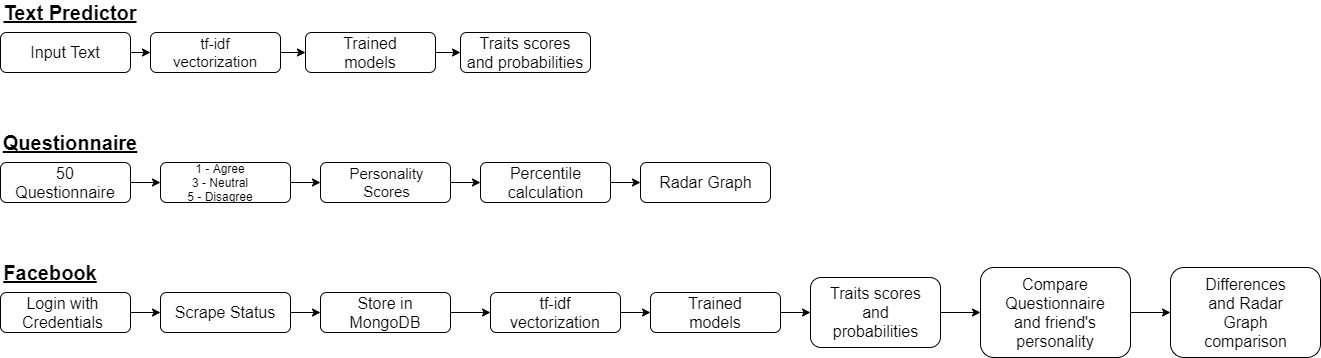 Text Predictor
Input Text
tf-idf
vectorization
Trained
models
Traits scores
and probabilities
Questionnaire
50
Questionnaire
1 - Agree
3 - Neutral
5 - Disagree
Personality
Scores
Percentile
calculation
Radar Graph
Facebook
Login with
Credentials
Scrape Status
Store in
MongoDB
tf-idf
vectorization
Trained
models
Traits scores
and
probabilities
Compare
Questionnaire
and friend's
personality
Differences
and Radar
Graph
comparison